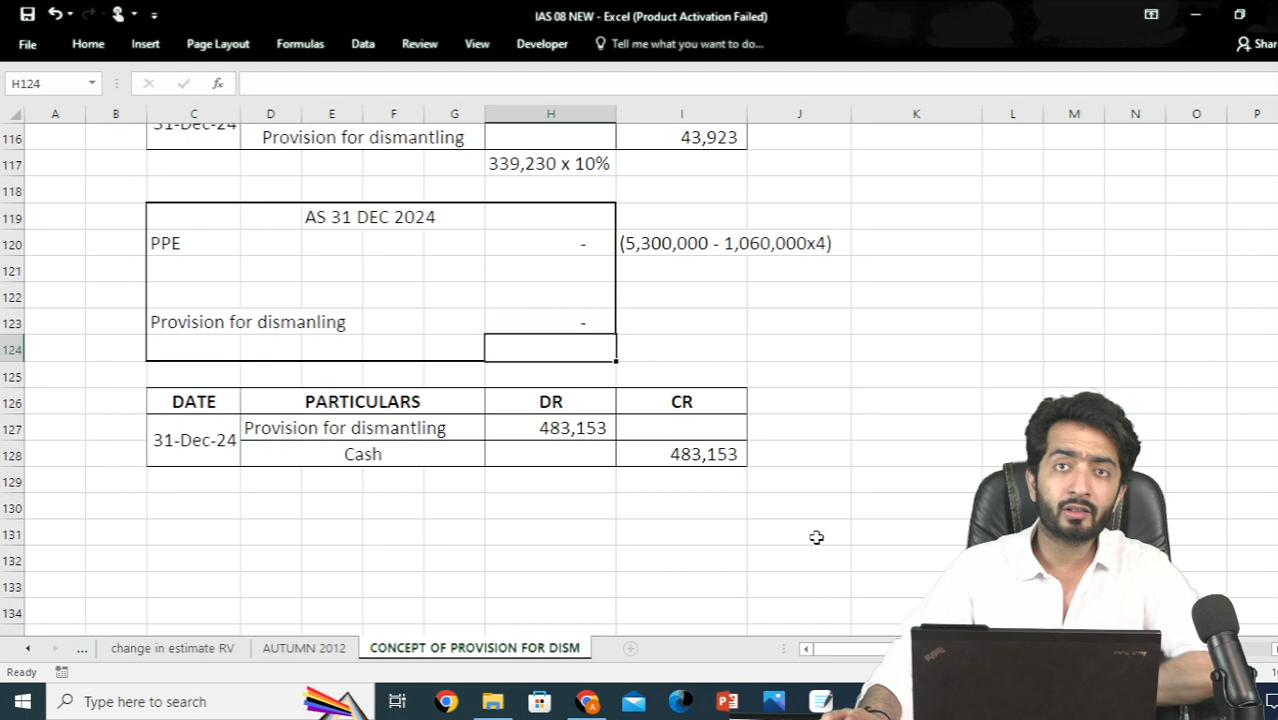 IAS 08 NEW - Excel (Product Activation Failed)
File Home Insert Page Layout Formulas Data Review View Developer Tell me what you want to do... Shar
H124 fx
A B C D E F G H I J K L M N O P
31-Dec-24
116 Provision for dismantling 43,923
117 339,230 x 10%
118
119 AS 31 DEC 2024
120 PPE - (5,300,000 - 1,060,000x4)
121
122
123 Provision for dismanling -
124
125
126 DATE PARTICULARS DR CR
127 Provision for dismantling 483,153
31-Dec-24
128 Cash 483,153
129
130
131
132
133
134
... change in estimate RV AUTUMN 2012 CONCEPT OF PROVISION FOR DISM
Ready
Type here to search
ThinkPad